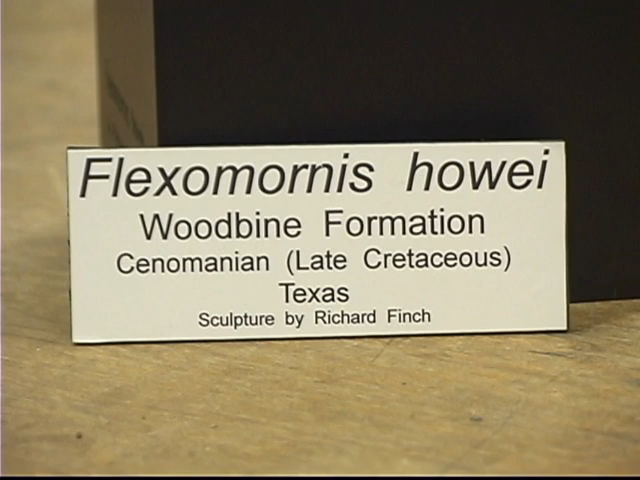 Flexomornis howei
Woodbine Formation
Cenomanian (Late Cretaceous)
Texas
Sculpture by Richard Finch